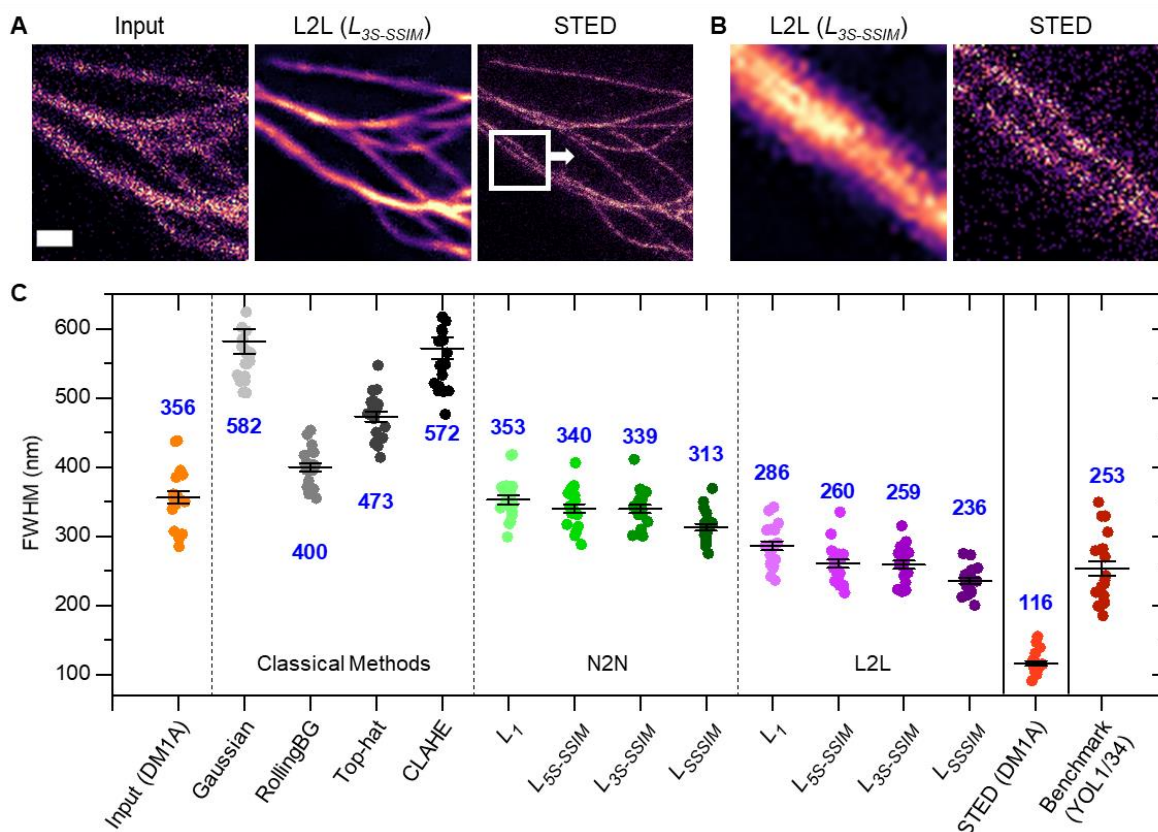 A Input L2L (L3S-SSIM) STED B L2L (L3S-SSIM) STED
C
600
500
400
300
200
100
FWHM (nm)
356
582
400
473
572
353
340
339
313
286
260
259
236
116
253
Classical Methods N2N L2L
Input (DM1A)
Gaussian
RollingBG
Top-hat
CLAHE
L1
L5S-SSIM
L3S-SSIM
LSSSIM
L1
L5S-SSIM
L3S-SSIM
LSSSIM
STED (DM1A)
Benchmark
(YOL1/34)